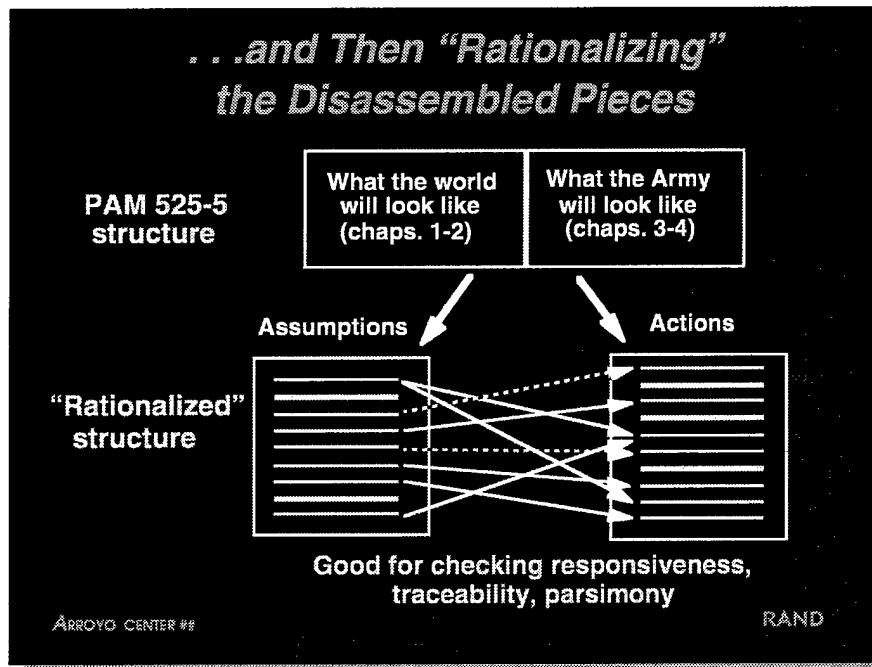 . . .and Then “Rationalizing”
the Disassembled Pieces
PAM 525-5
structure
What the world
will look like
(chaps. 1-2)
What the Army
will look like
(chaps. 3-4)
Assumptions
Actions
“Rationalized”
structure
Good for checking responsiveness,
traceability, parsimony
ARROYO CENTER ##
RAND